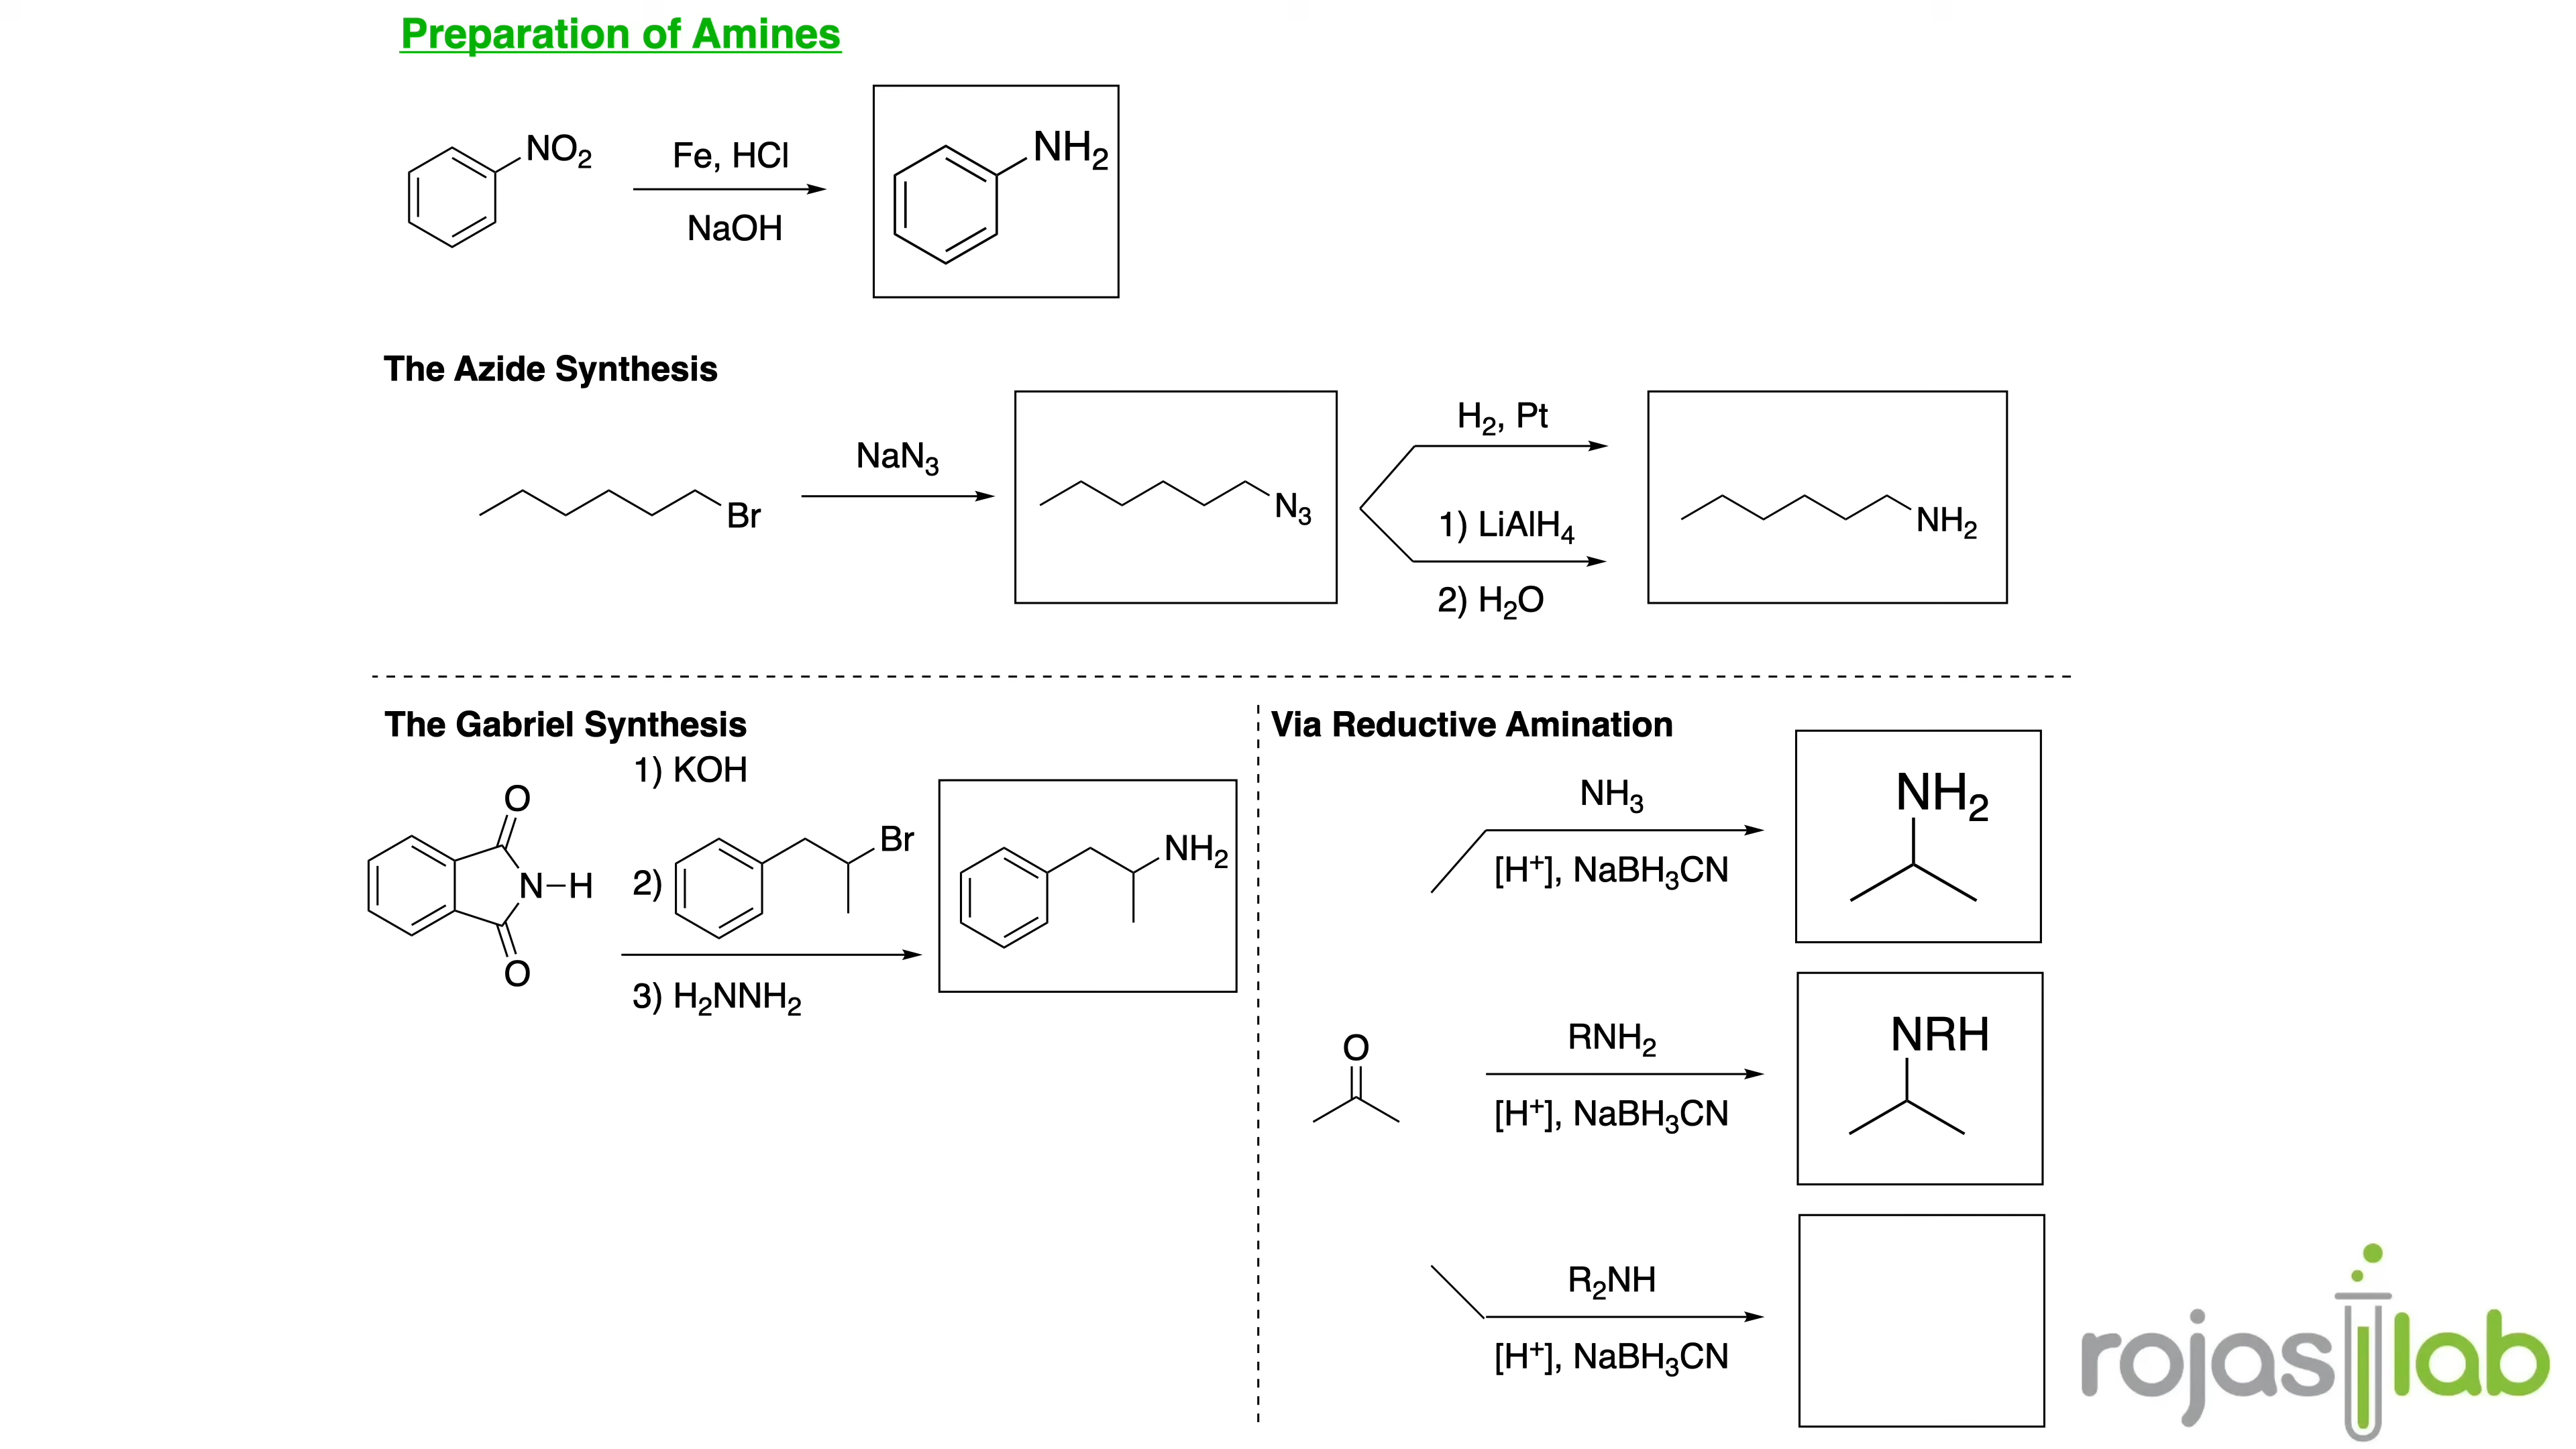 Preparation of Amines
NO2
Fe, HCl
NaOH
NH2
The Azide Synthesis
Br
NaN3
N3
H2, Pt
1) LiAlH4
2) H2O
NH2
The Gabriel Synthesis
O
N–H
O
1) KOH
2)
Br
3) H2NNH2
NH2
Via Reductive Amination
NH3
[H+], NaBH3CN
NH2
O
RNH2
[H+], NaBH3CN
NRH
R2NH
[H+], NaBH3CN
rojaslab